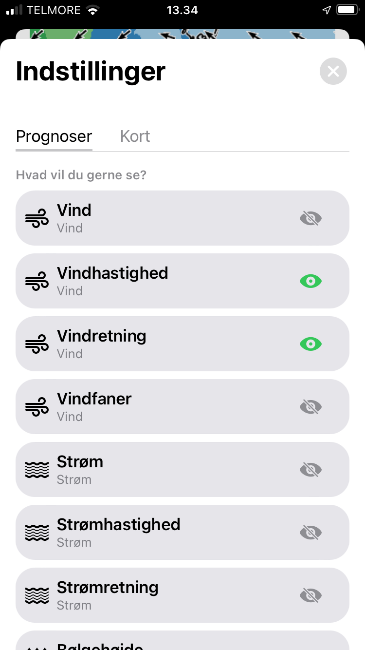 TELMORE
13.34
Indstillinger
Prognoser
Kort
Hvad vil du gerne se?
Vind
Vind
Vindhastighed
Vind
Vindretning
Vind
Vindfaner
Vind
Strøm
Strøm
Strømhastighed
Strøm
Strømretning
Strøm
Bølgehøjde